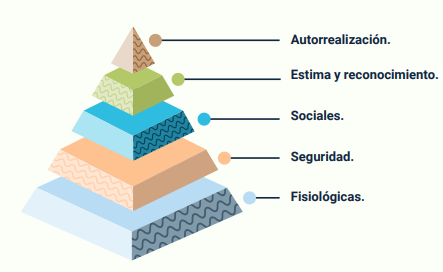 Autorrealización.
Estima y reconocimiento.
Sociales.
Seguridad.
Fisiológicas.